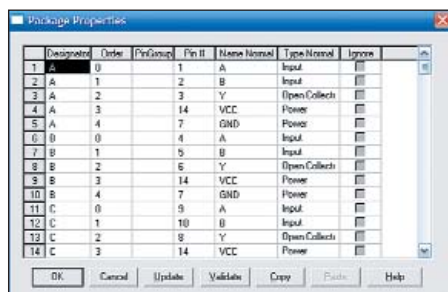 Package Properties
Designator Order PinGroup Pin # Name Normal Type Normal Ignore
1 A 0 1 A Input
2 A 1 2 B Input
3 A 2 3 Y Open Collecti
4 A 3 14 VCC Power
5 A 4 7 GND Power
6 B 0 4 A Input
7 B 1 5 B Input
8 B 2 6 Y Open Collecti
9 B 3 14 VCC Power
10 B 4 7 GND Power
11 C 0 9 A Input
12 C 1 10 B Input
13 C 2 8 Y Open Collecti
14 C 3 14 VCC Power
OK Cancel Update Validate Copy Paste Help